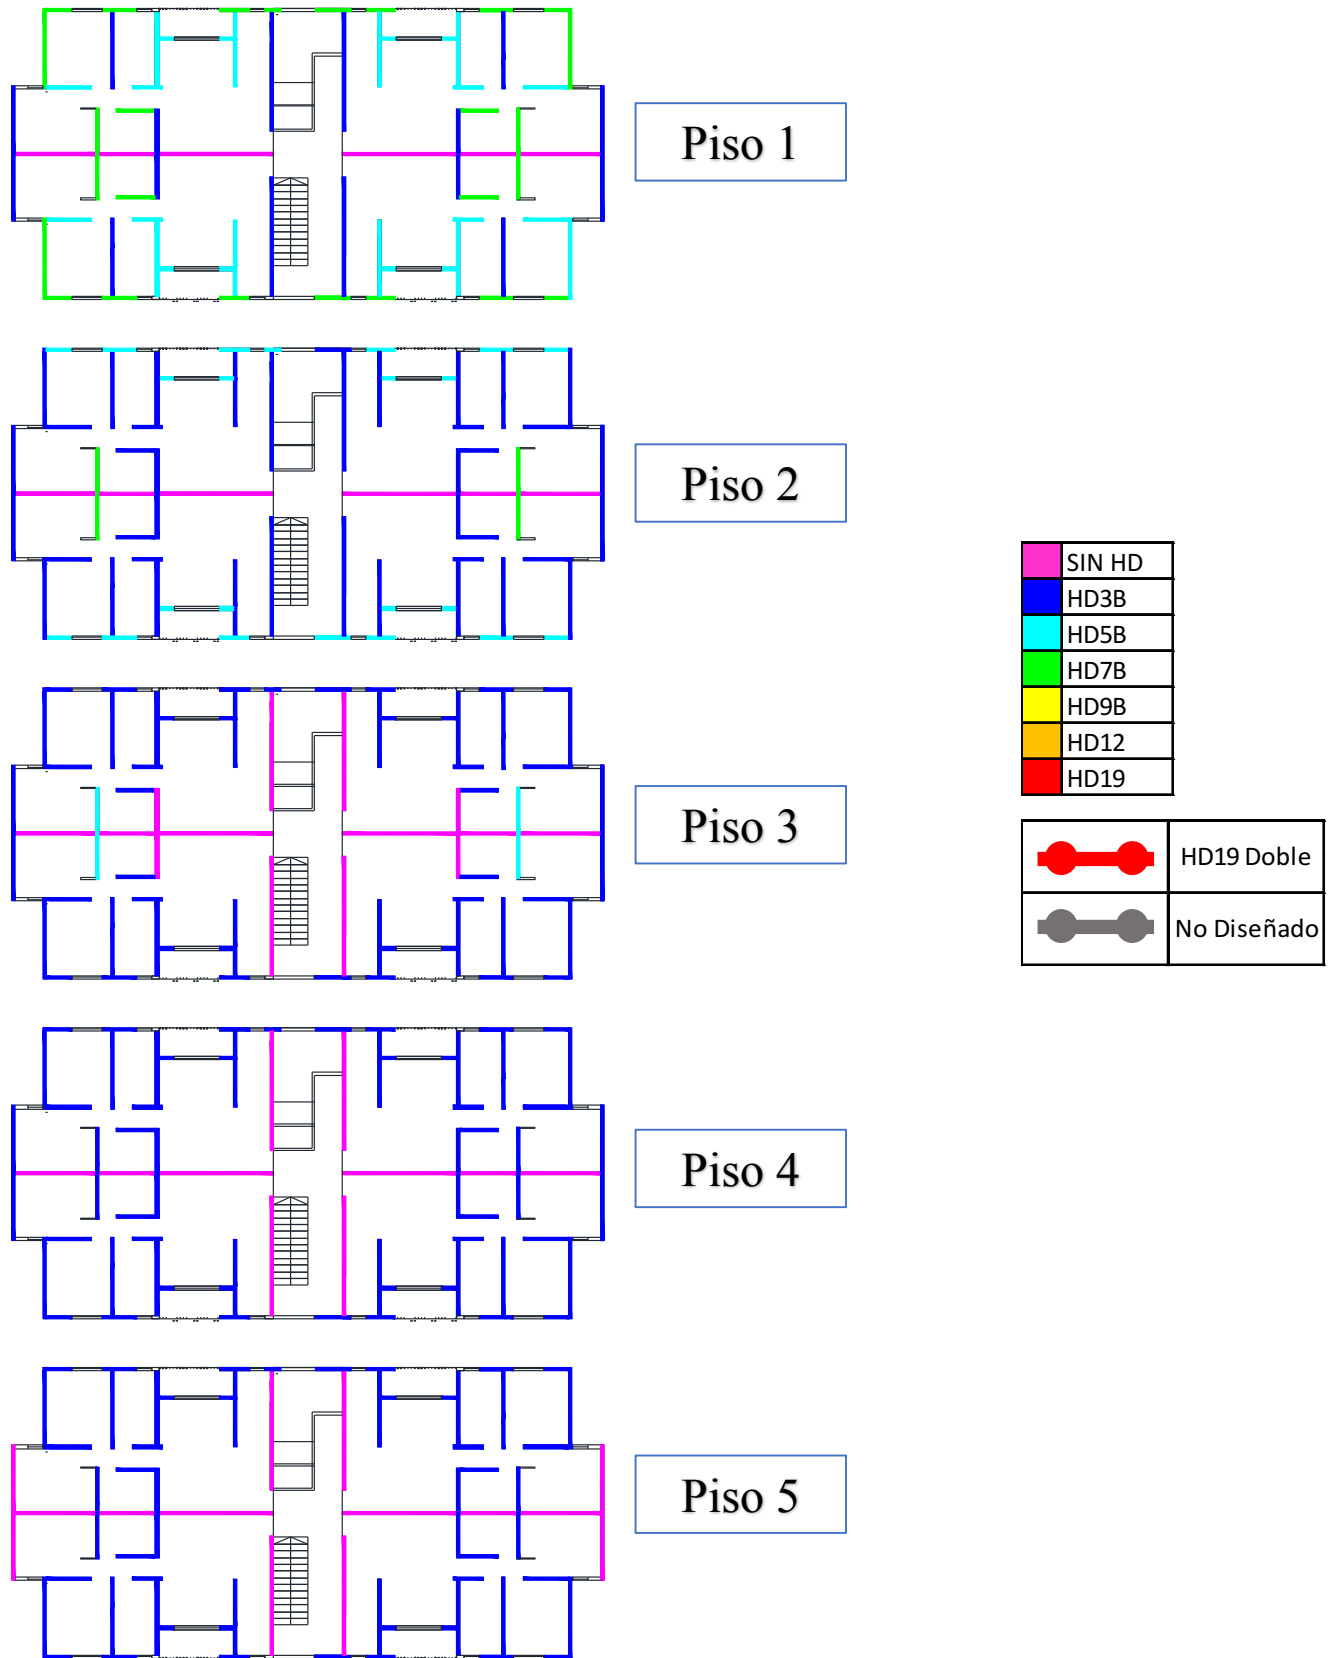 Piso 1
Piso 2
SIN HD
HD3B
HD5B
HD7B
HD9B
HD12
HD19
Piso 3
HD19 Doble
No Diseñado
Piso 4
Piso 5